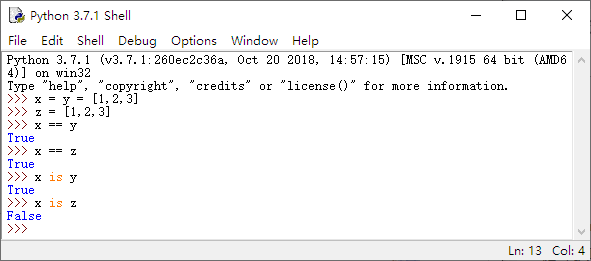 Python 3.7.1 Shell
File Edit Shell Debug Options Window Help
Python 3.7.1 (v3.7.1:260ec2c36a, Oct 20 2018, 14:57:15) [MSC v.1915 64 bit (AMD6
4)] on win32
Type "help", "copyright", "credits" or "license()" for more information.
>>> x = y = [1,2,3]
>>> z = [1,2,3]
>>> x == y
True
>>> x == z
True
>>> x is y
True
>>> x is z
False
>>>
Ln: 13 Col: 4